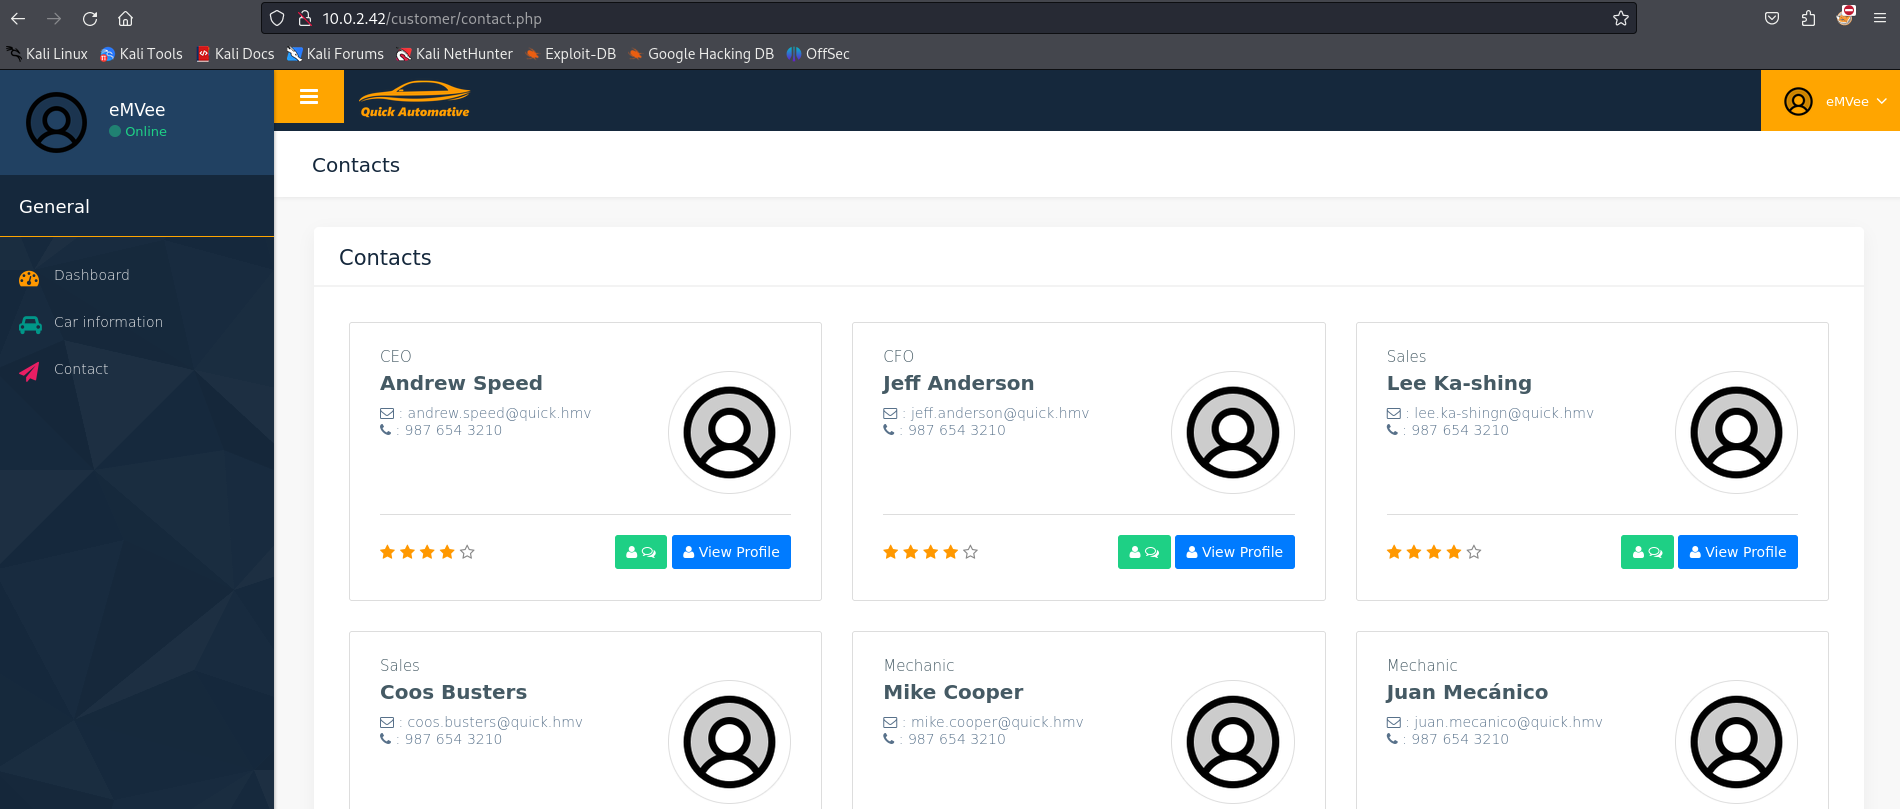 10.0.2.42/customer/contact.php
Kali Linux Kali Tools Kali Docs Kali Forums Kali NetHunter Exploit-DB Google Hacking DB OffSec
eMVee
Online
Quick Automative
eMVee
General
Dashboard
Car information
Contact
Contacts
Contacts
CEO
Andrew Speed
: andrew.speed@quick.hmv
: 987 654 3210
View Profile
CFO
Jeff Anderson
: jeff.anderson@quick.hmv
: 987 654 3210
View Profile
Sales
Lee Ka-shing
: lee.ka-shingn@quick.hmv
: 987 654 3210
View Profile
Sales
Coos Busters
: coos.busters@quick.hmv
: 987 654 3210
Mechanic
Mike Cooper
: mike.cooper@quick.hmv
: 987 654 3210
Mechanic
Juan Mecánico
: juan.mecanico@quick.hmv
: 987 654 3210